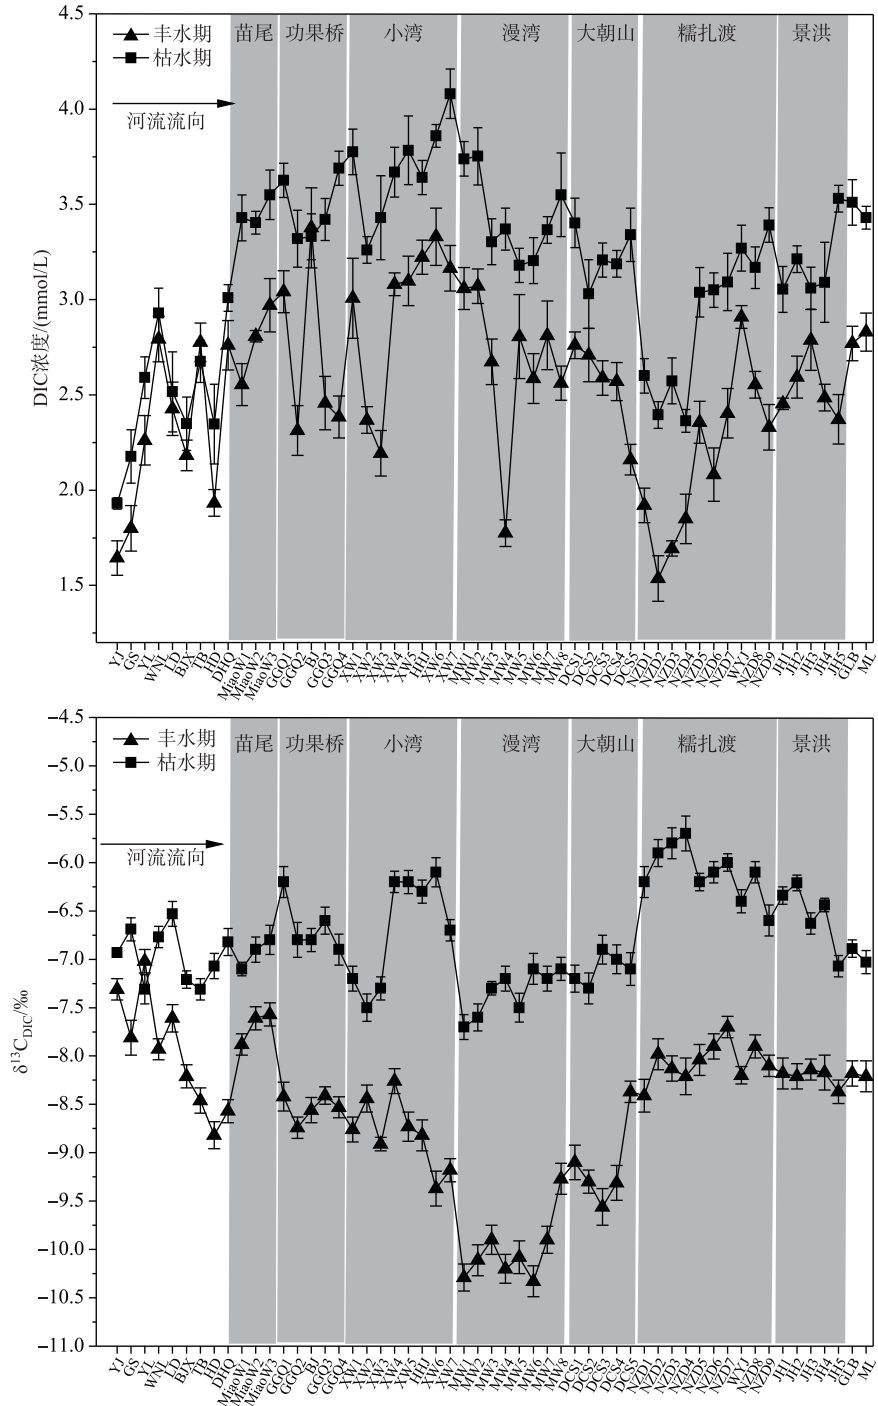 4.5
4.0
3.5
3.0
2.5
2.0
1.5
DIC浓度/(mmol/L)
丰水期
枯水期
河流流向
苗尾 功果桥 小湾 漫湾 大朝山 糯扎渡 景洪
YJ GS YL WNL LD BJX TB HD DHQ MiaoW1 MiaoW2 MiaoW3 GGQ1 GGQ2 BJ GGQ3 GGQ4 XW1 XW2 XW3 XW4 XW5 HHJ XW6 XW7 MW1 MW2 MW3 MW4 MW5 MW6 MW7 MW8 DCS1 DCS2 DCS3 DCS4 DCS5 NZD1 NZD2 NZD3 NZD4 NZD5 NZD6 NZD7 WYJ NZD8 NZD9 JH1 JH2 JH3 JH4 JH5 GLB ML
−4.5
−5.0
−5.5
−6.0
−6.5
−7.0
−7.5
−8.0
−8.5
−9.0
−9.5
−10.0
−10.5
−11.0
δ¹³C_DIC/‰
丰水期
枯水期
河流流向
苗尾 功果桥 小湾 漫湾 大朝山 糯扎渡 景洪
YJ GS YL WNL LD BJX TB HD DHQ MiaoW1 MiaoW2 MiaoW3 GGQ1 GGQ2 BJ GGQ3 GGQ4 XW1 XW2 XW3 XW4 XW5 HHJ XW6 XW7 MW1 MW2 MW3 MW4 MW5 MW6 MW7 MW8 DCS1 DCS2 DCS3 DCS4 DCS5 NZD1 NZD2 NZD3 NZD4 NZD5 NZD6 NZD7 WYJ NZD8 NZD9 JH1 JH2 JH3 JH4 JH5 GLB ML